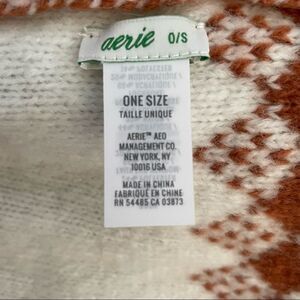 aerie O/S
ONE SIZE
TAILLE UNIQUE
AERIE™ AEO
MANAGEMENT CO.
NEW YORK, NY
10016 USA
MADE IN CHINA
FABRIQUÉ EN CHINE
RN 54485 CA 03873